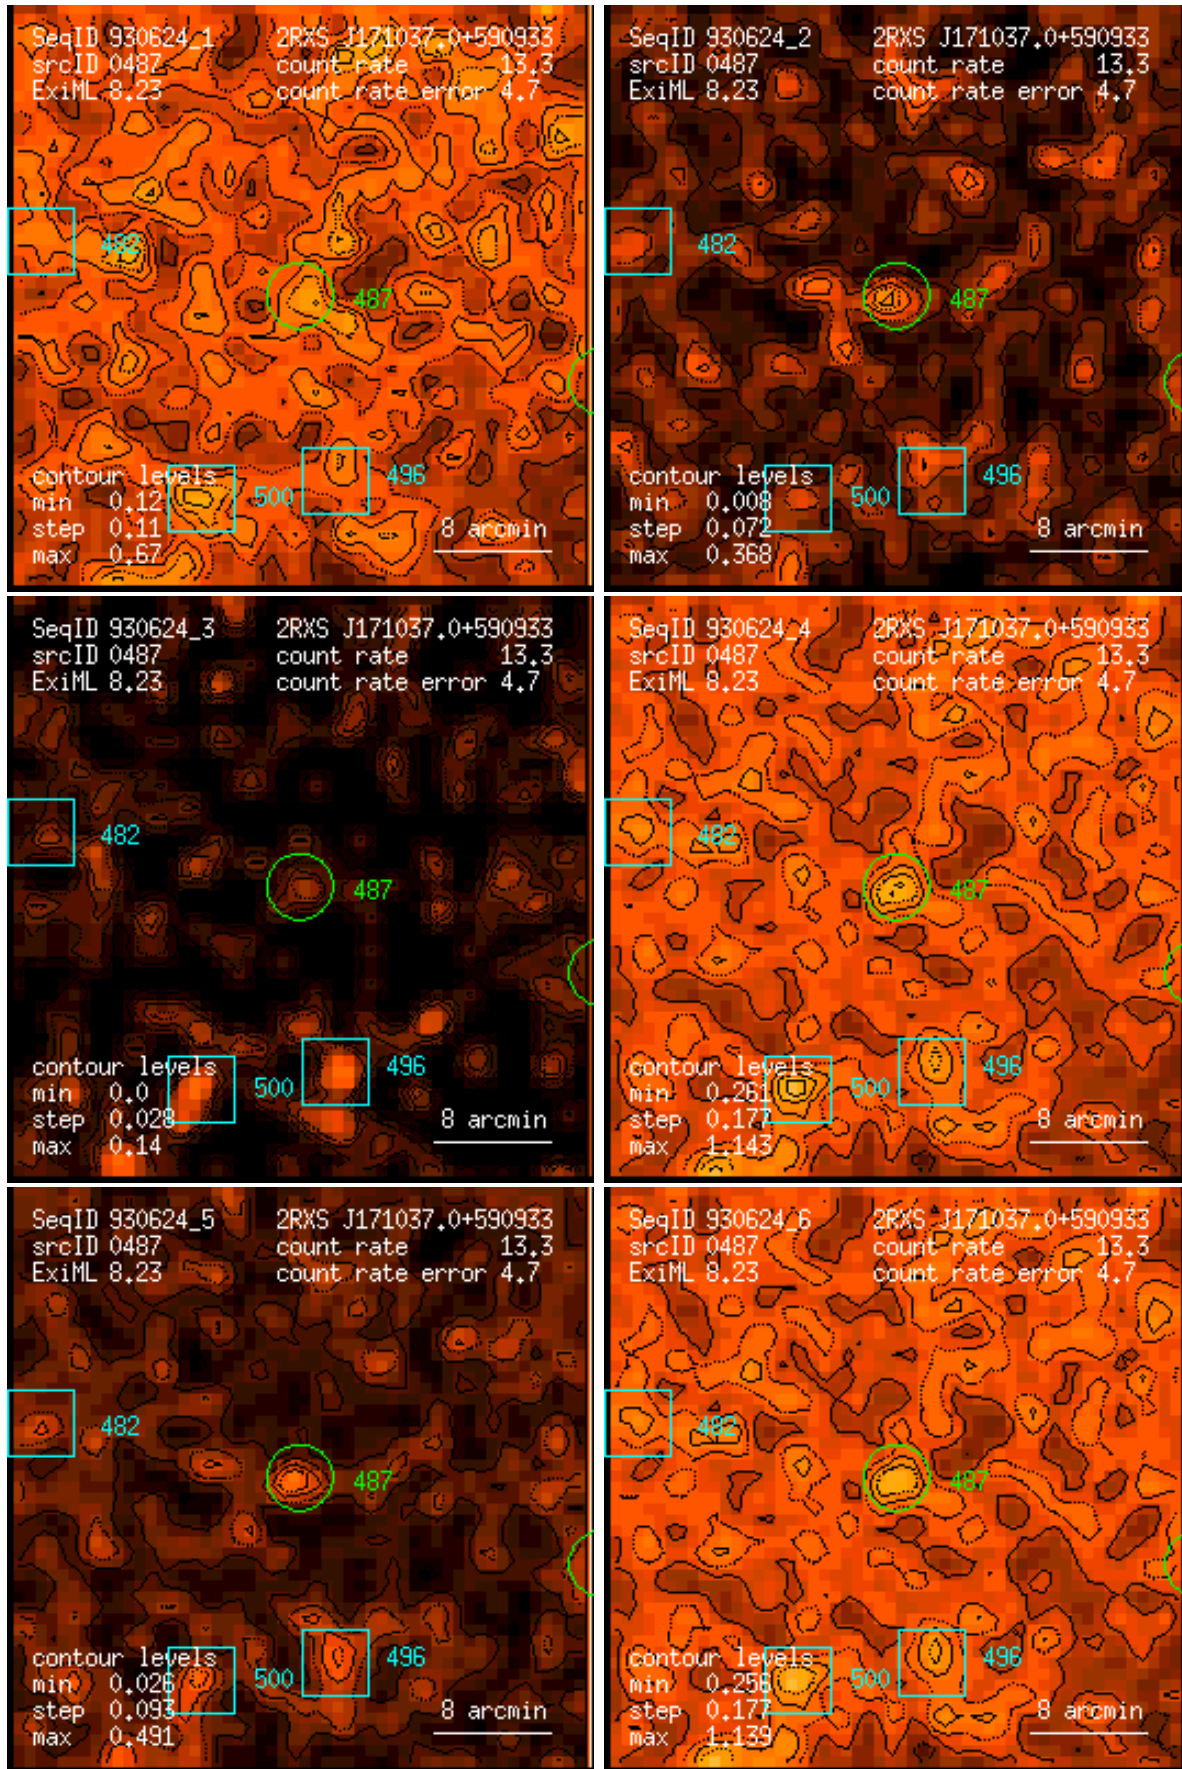 SeqID 930624_1 2RXS J171037.0+590933
srcID 0487 count rate 13.3
ExiML 8.23 count rate error 4.7
482
487
496
500
contour levels
min 0.12
step 0.11
max 0.67
8 arcmin
SeqID 930624_2 2RXS J171037.0+590933
srcID 0487 count rate 13.3
ExiML 8.23 count rate error 4.7
482
487
496
500
contour levels
min 0.008
step 0.072
max 0.368
8 arcmin
SeqID 930624_3 2RXS J171037.0+590933
srcID 0487 count rate 13.3
ExiML 8.23 count rate error 4.7
482
487
496
500
contour levels
min 0.0
step 0.028
max 0.14
8 arcmin
SeqID 930624_4 2RXS J171037.0+590933
srcID 0487 count rate 13.3
ExiML 8.23 count rate error 4.7
482
487
496
500
contour levels
min 0.261
step 0.177
max 1.143
8 arcmin
SeqID 930624_5 2RXS J171037.0+590933
srcID 0487 count rate 13.3
ExiML 8.23 count rate error 4.7
482
487
496
500
contour levels
min 0.026
step 0.093
max 0.491
8 arcmin
SeqID 930624_6 2RXS J171037.0+590933
srcID 0487 count rate 13.3
ExiML 8.23 count rate error 4.7
482
487
496
500
contour levels
min 0.256
step 0.177
max 1.139
8 arcmin